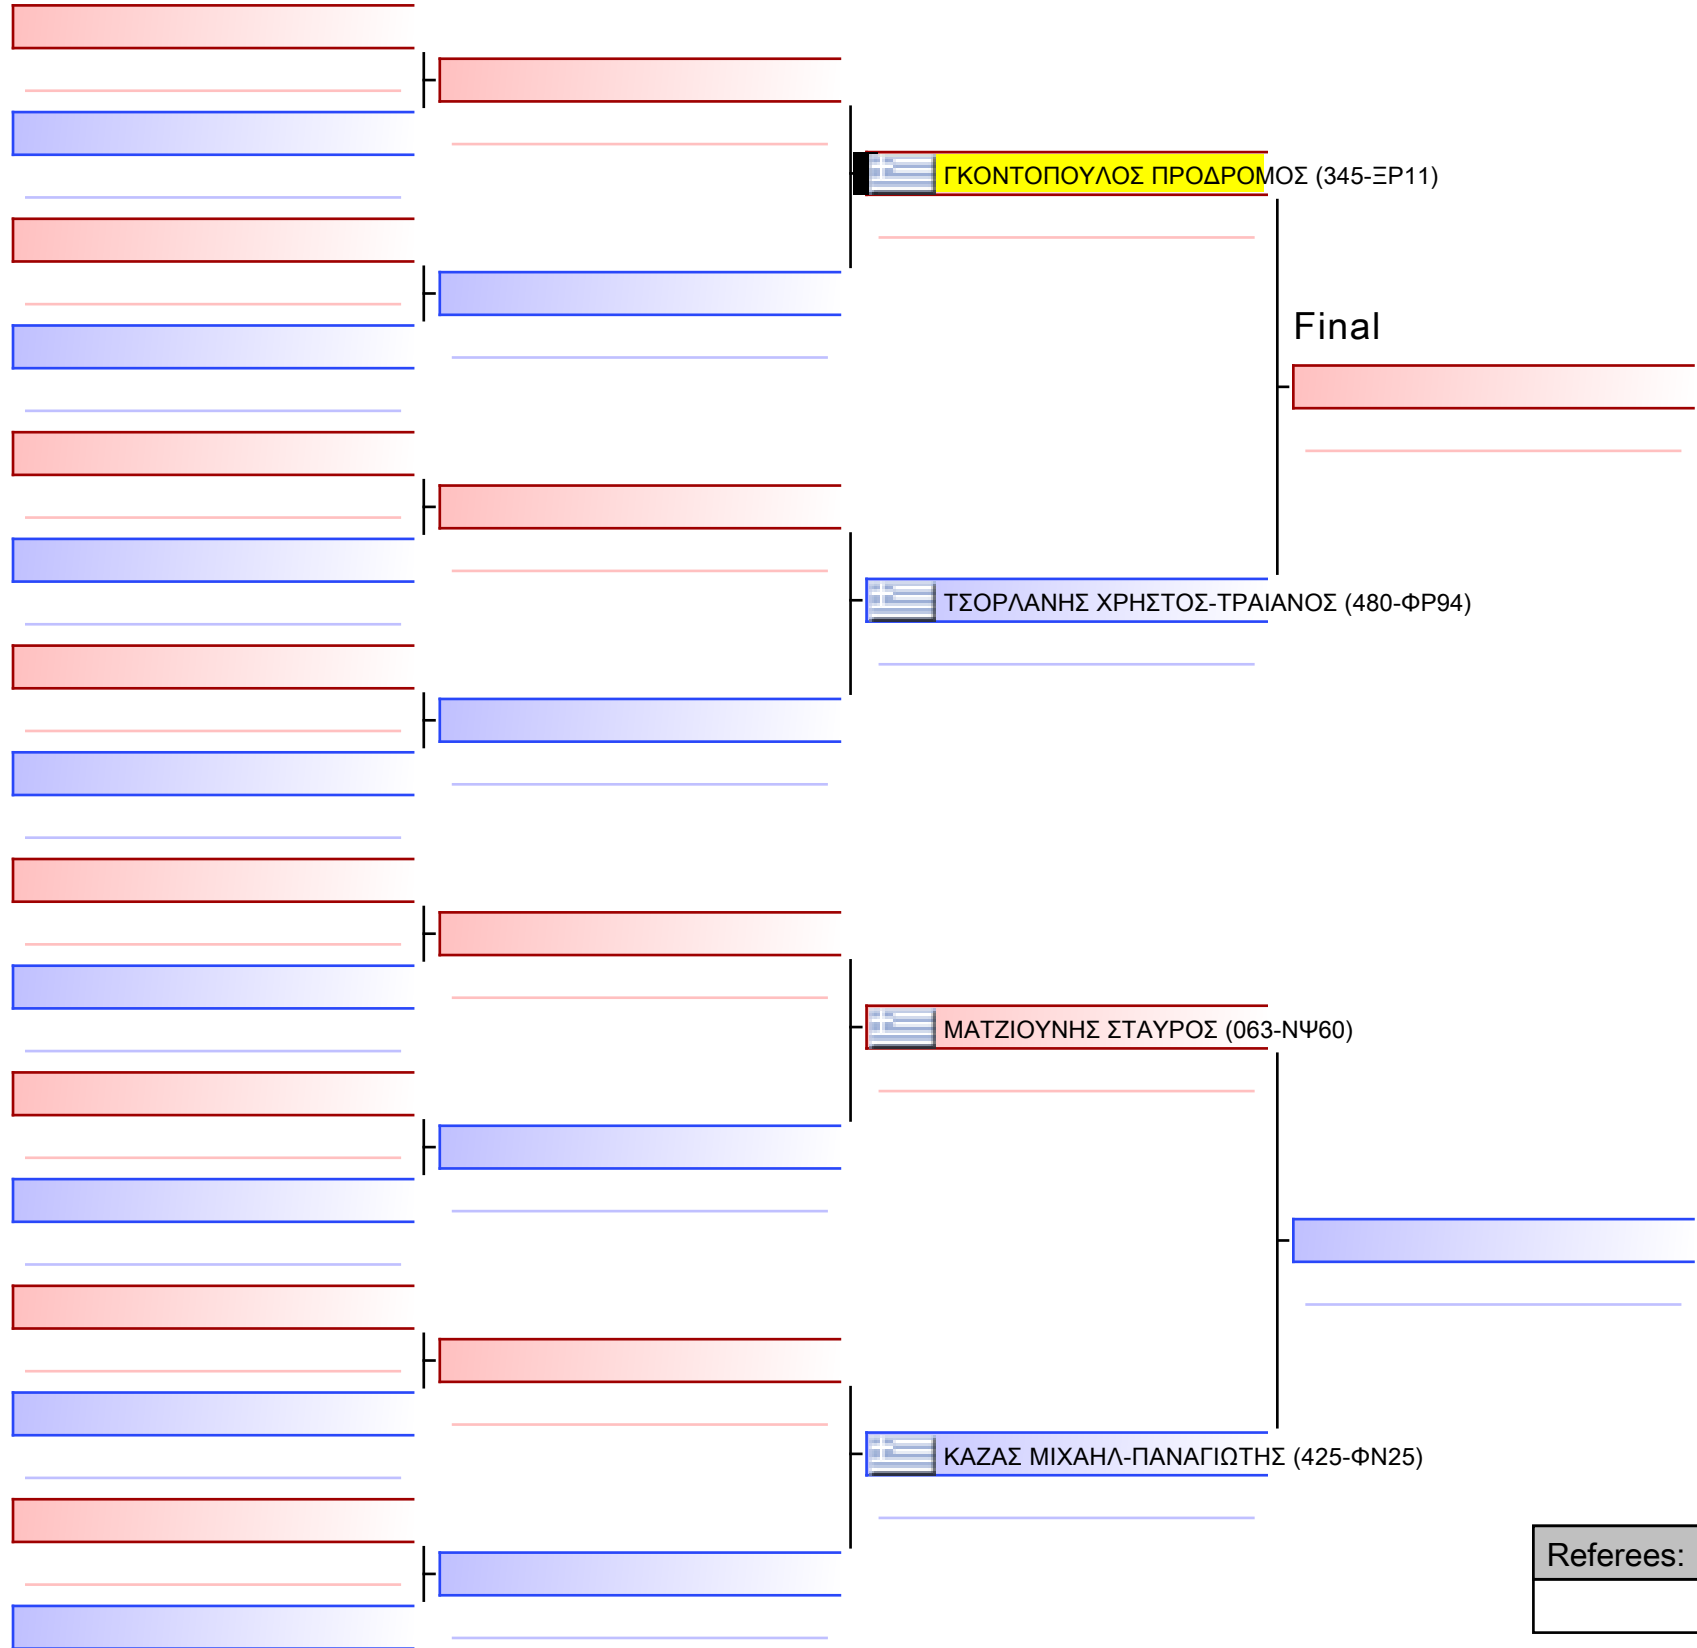 ΓΚΟΝΤΟΠΟΥΛΟΣ ΠΡΟΔΡΟΜΟΣ (345-ΞΡ11)
Final
ΤΣΟΡΛΑΝΗΣ ΧΡΗΣΤΟΣ-ΤΡΑΙΑΝΟΣ (480-ΦΡ94)
ΜΑΤΖΙΟΥΝΗΣ ΣΤΑΥΡΟΣ (063-ΝΨ60)
ΚΑΖΑΣ ΜΙΧΑΗΛ-ΠΑΝΑΓΙΩΤΗΣ (425-ΦΝ25)
Referees: